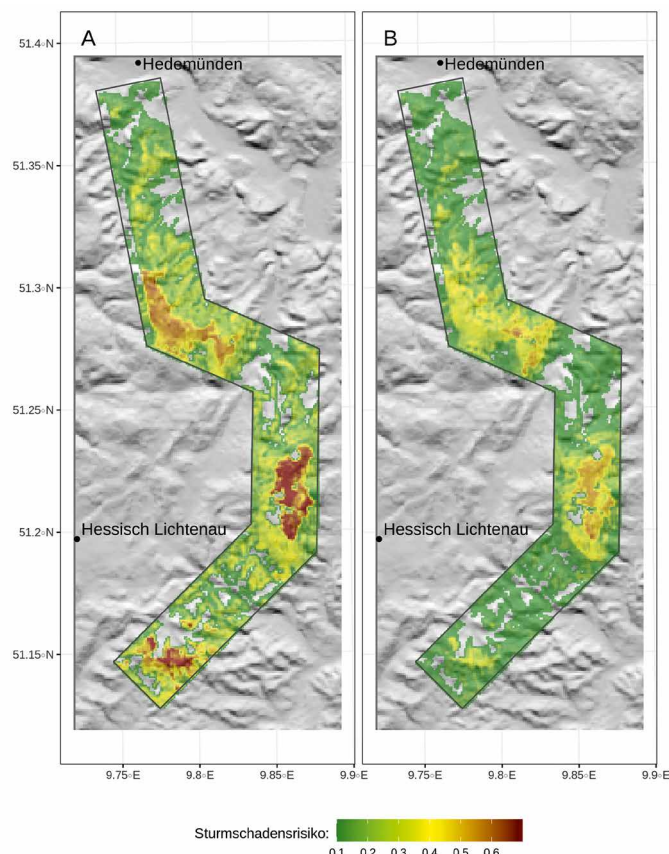 A
B
Hedemünden
Hedemünden
51.4°N
51.35°N
51.3°N
51.25°N
51.2°N
51.15°N
Hessisch Lichtenau
Hessisch Lichtenau
9.75°E 9.8°E 9.85°E 9.9°E
9.75°E 9.8°E 9.85°E 9.9°E
Sturmschadensrisiko:
0.1 0.2 0.3 0.4 0.5 0.6